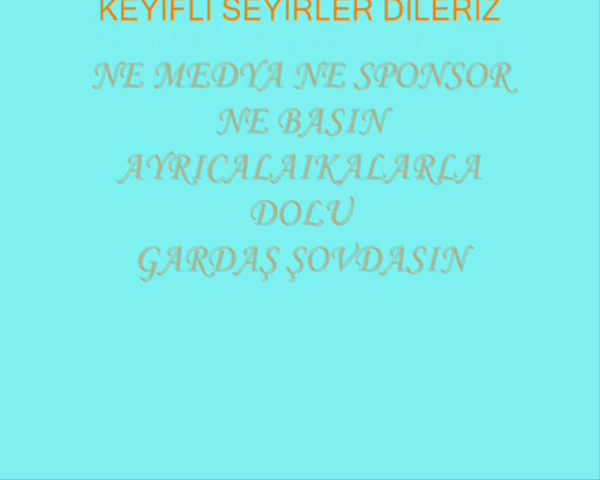 KEYİFLİ SEYİRLER DİLERİZ
NE MEDYA NE SPONSOR
NE BASIN
AYRICALAIKALARLA
DOLU
GARDAŞ ŞOVDASIN